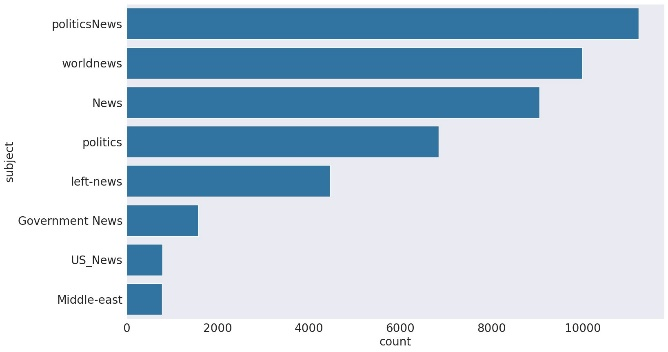 politicsNews
worldnews
News
politics
left-news
Government News
US_News
Middle-east
subject
0 2000 4000 6000 8000 10000
count